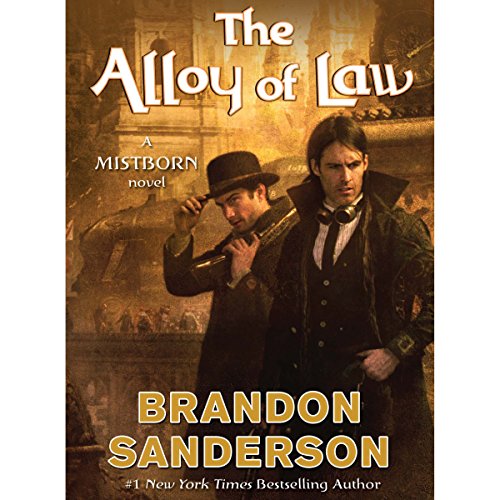 The
Alloy of Law
A
MISTBORN
novel
BRANDON
SANDERSON
#1 New York Times Bestselling Author